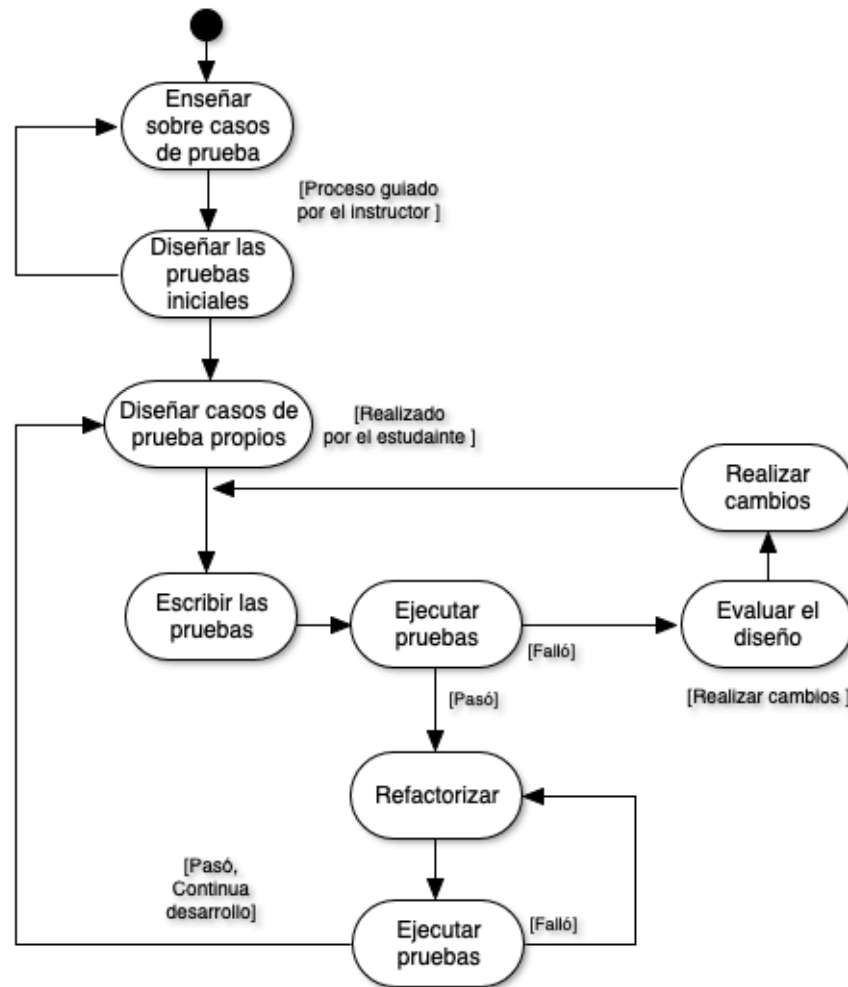 Enseñar
sobre casos
de prueba
[Proceso guiado
por el instructor ]
Diseñar las
pruebas
iniciales
Diseñar casos de
prueba propios
[Realizado
por el estudainte ]
Realizar
cambios
Escribir las
pruebas
Ejecutar
pruebas
[Falló]
Evaluar el
diseño
[Realizar cambios ]
[Pasó]
Refactorizar
[Pasó,
Continua
desarrollo]
Ejecutar
pruebas
[Falló]